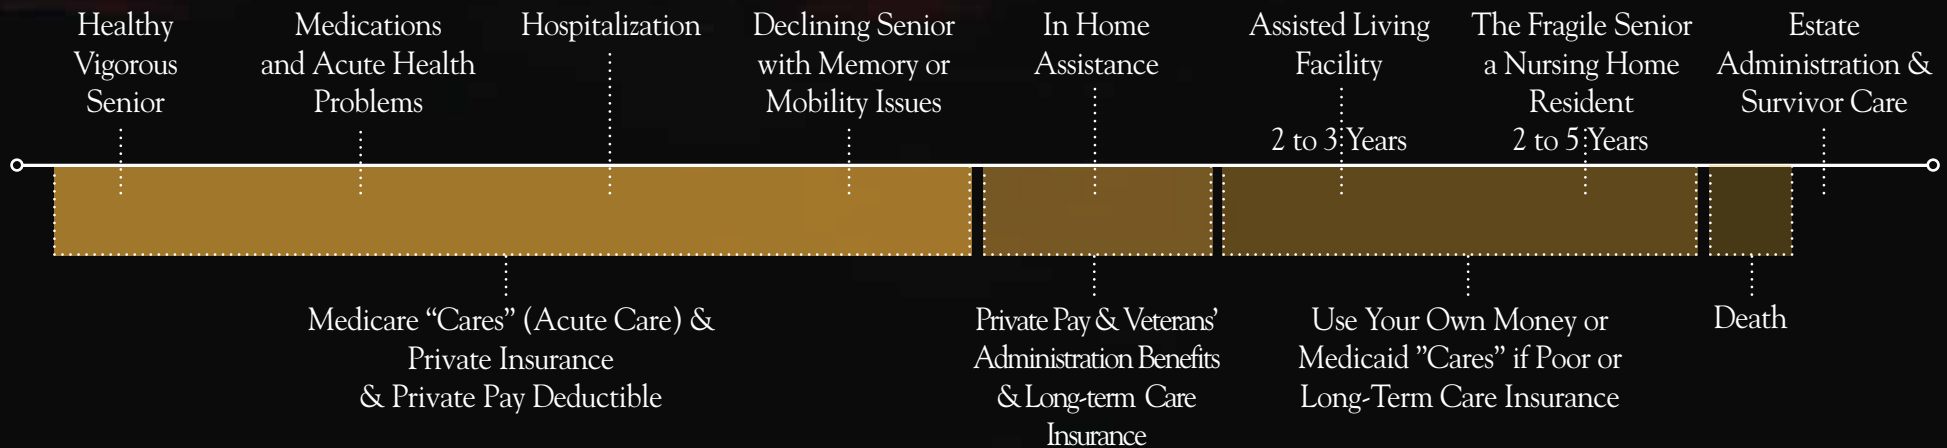 Healthy
Vigorous
Senior
Medications
and Acute Health
Problems
Hospitalization
Declining Senior
with Memory or
Mobility Issues
In Home
Assistance
Assisted Living
Facility
2 to 3 Years
The Fragile Senior
a Nursing Home
Resident
2 to 5 Years
Estate
Administration &
Survivor Care
Medicare “Cares” (Acute Care) &
Private Insurance
& Private Pay Deductible
Private Pay & Veterans’
Administration Benefits
& Long-term Care
Insurance
Use Your Own Money or
Medicaid ”Cares” if Poor or
Long-Term Care Insurance
Death